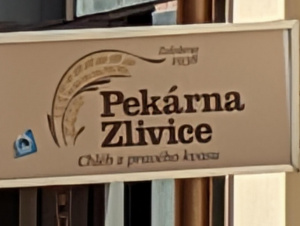 Založeno
1936
Pekárna
Zlivice
Chléb z pravého kvasu